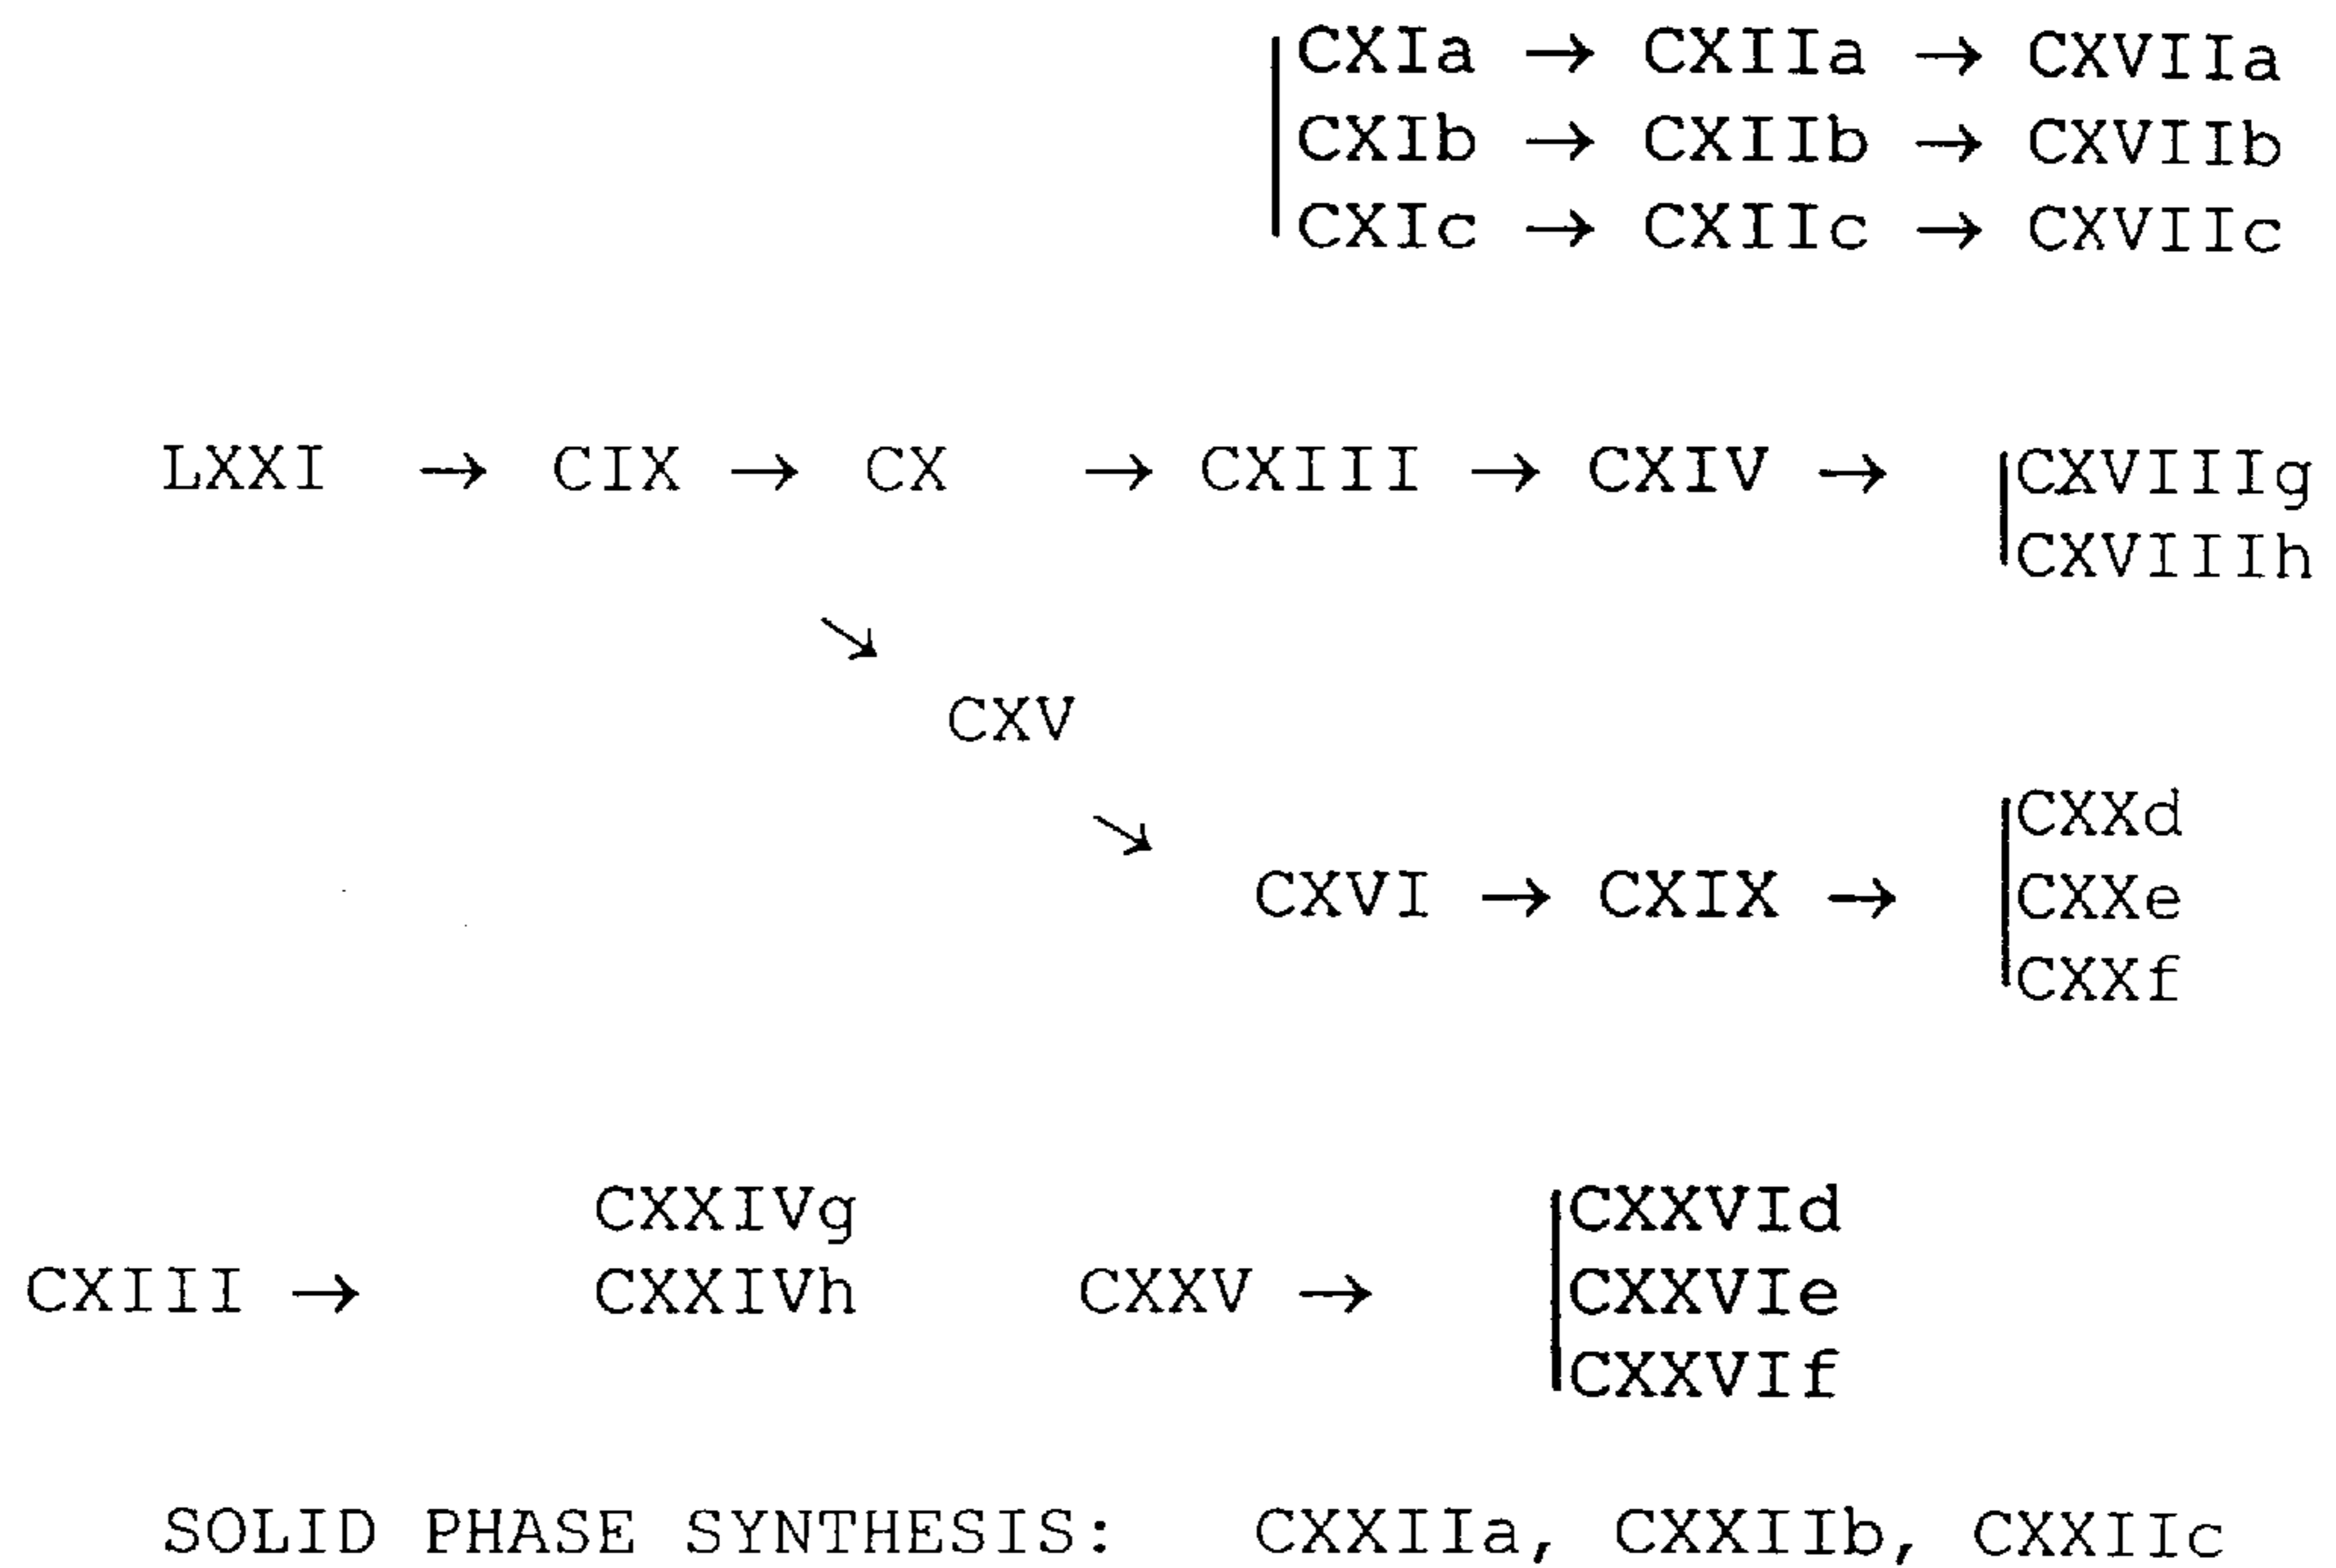 CXIa → CXIIa → CXVIIa
CXIb → CXIIb → CXVIIb
CXIc → CXIIc → CXVIIc
LXXI → CIX → CX → CXIII → CXIV → CXVIIIg
CXVIIIh
↘
CXV
↘
CXXd
CXVI → CXIX → CXXe
CXXf
CXXIVg CXXVId
CXIII → CXXIVh CXXV → CXXVIe
CXXVIf
SOLID PHASE SYNTHESIS: CXXIIa, CXXIIb, CXXIIc